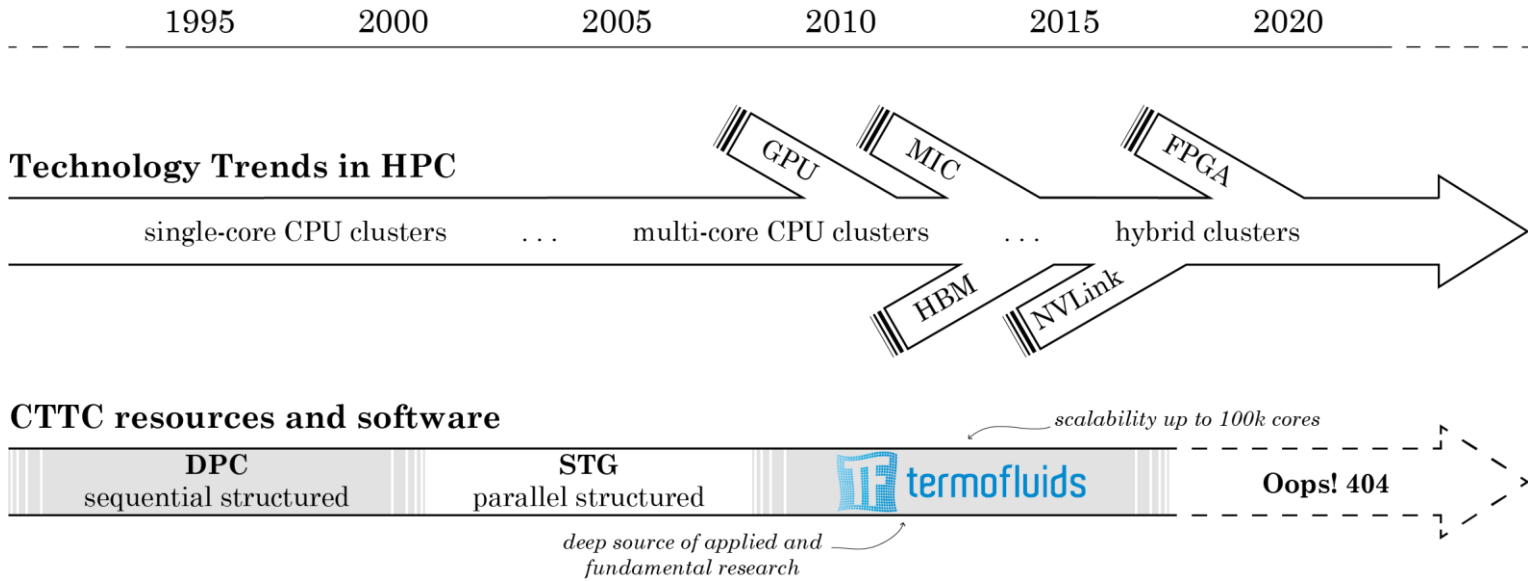 1995 2000 2005 2010 2015 2020
Technology Trends in HPC
GPU
MIC
FPGA
single-core CPU clusters ... multi-core CPU clusters ... hybrid clusters
HBM
NVLink
CTTC resources and software
scalability up to 100k cores
DPC
sequential structured
STG
parallel structured
TF termofluids
Oops! 404
deep source of applied and
fundamental research